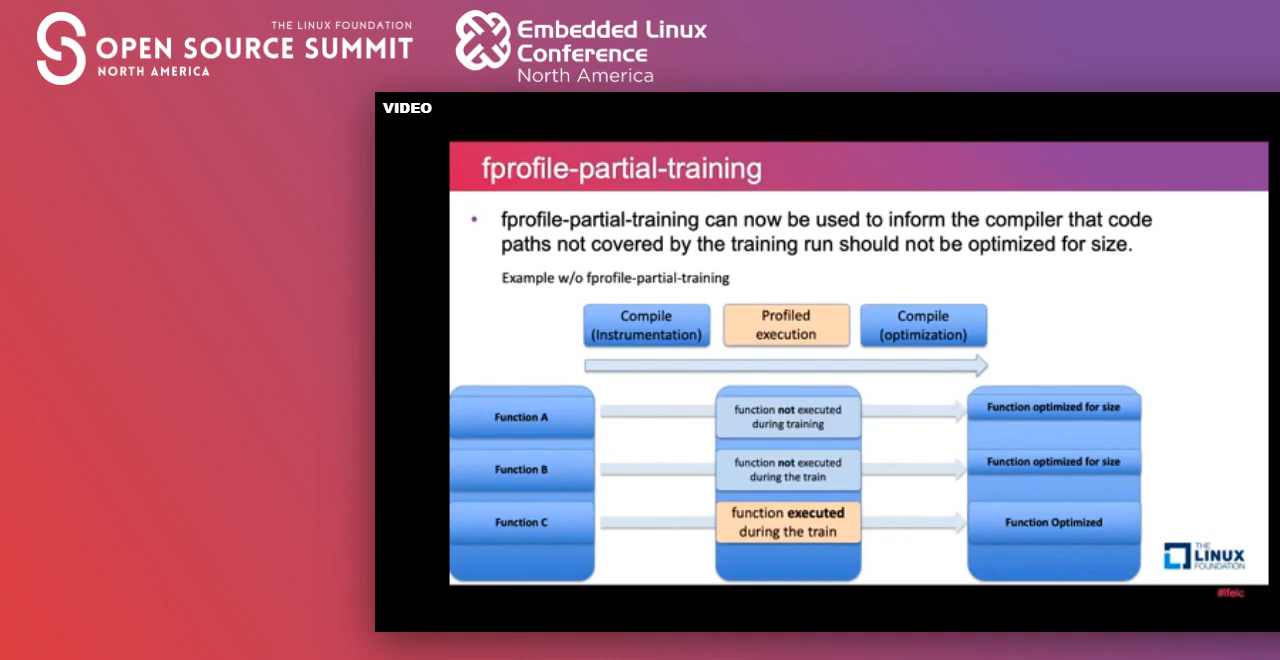 THE LINUX FOUNDATION
OPEN SOURCE SUMMIT
NORTH AMERICA
Embedded Linux
Conference
North America
VIDEO
fprofile-partial-training
• fprofile-partial-training can now be used to inform the compiler that code
paths not covered by the training run should not be optimized for size.
Example w/o fprofile-partial-training
Compile
(Instrumentation)
Profiled
execution
Compile
(optimization)
Function A
function not executed
during training
Function optimized for size
Function B
function not executed
during the train
Function optimized for size
Function C
function executed
during the train
Function Optimized
THE
LINUX
FOUNDATION
#lfelc